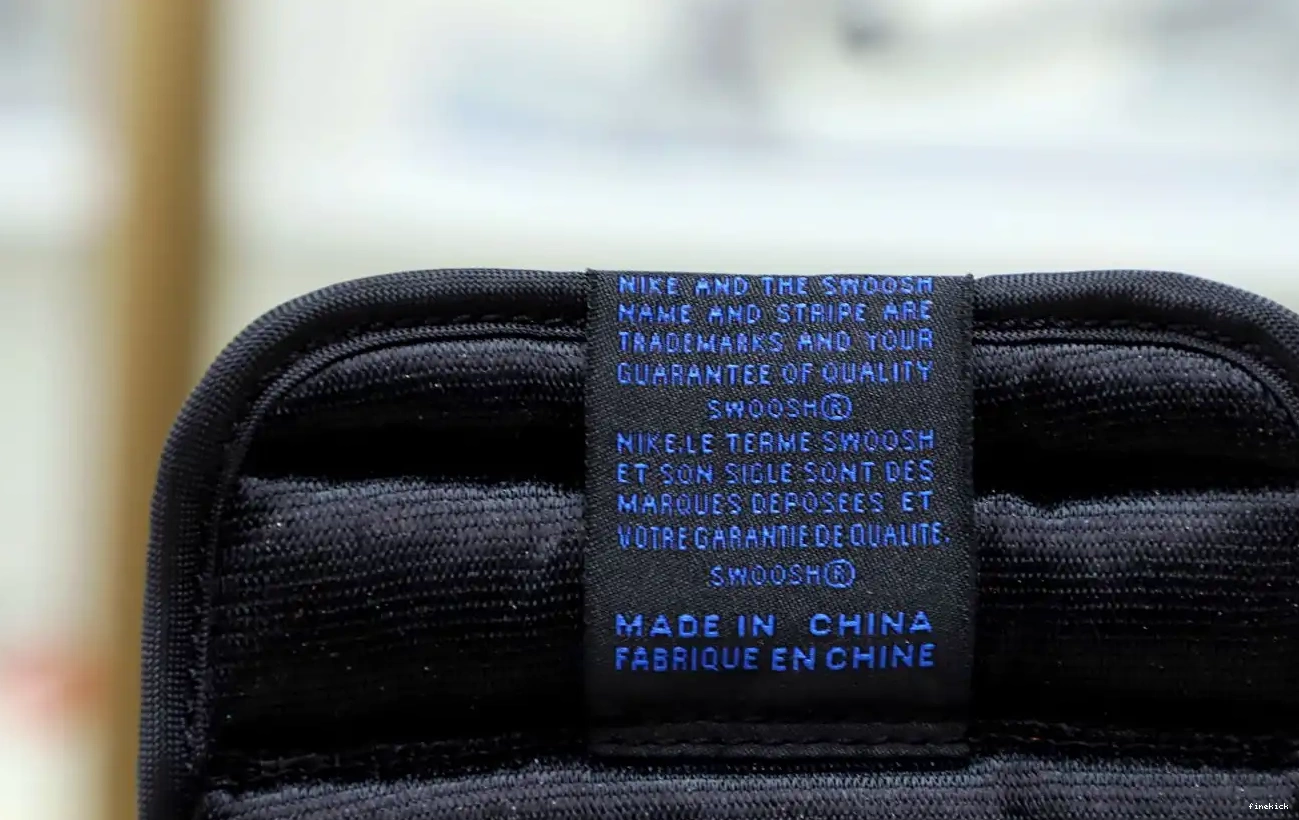 NIKE AND THE SWOOSH
NAME AND STRIPE ARE
TRADEMARKS AND YOUR
GUARANTEE OF QUALITY
SWOOSH®
NIKE.LE TERME SWOOSH
ET SON SIGLE SONT DES
MARQUES DEPOSEES ET
VOTRE GARANTIE DE QUALITE.
SWOOSH®
MADE IN CHINA
FABRIQUE EN CHINE
finekick